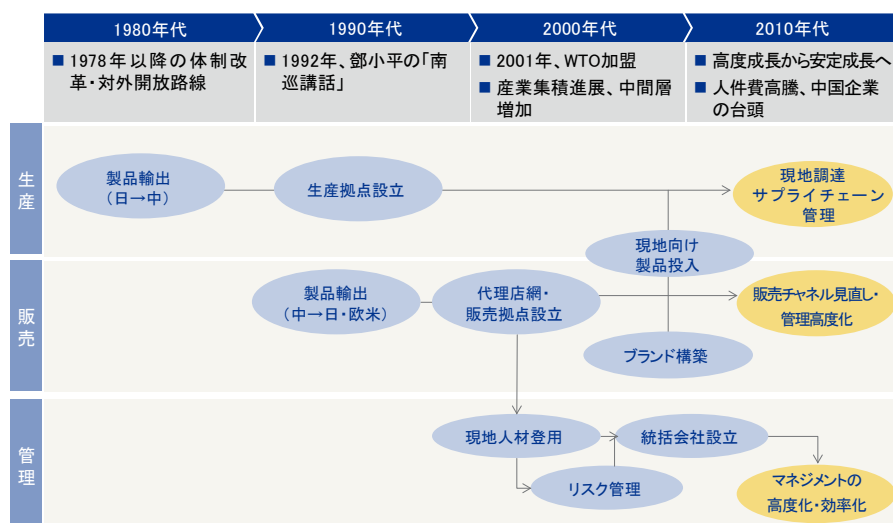 1980年代
1990年代
2000年代
2010年代
■ 1978年以降の体制改
革・対外開放路線
■ 1992年、鄧小平の「南
巡講話」
■ 2001年、WTO加盟
■ 産業集積進展、中間層
増加
■ 高度成長から安定成長へ
■ 人件費高騰、中国企業
の台頭
生産
製品輸出
（日→中）
生産拠点設立
現地調達
サプライチェーン
管理
現地向け
製品投入
販売
製品輸出
（中→日・欧米）
代理店網・
販売拠点設立
販売チャネル見直し・
管理高度化
ブランド構築
管理
現地人材登用
統括会社設立
リスク管理
マネジメントの
高度化・効率化